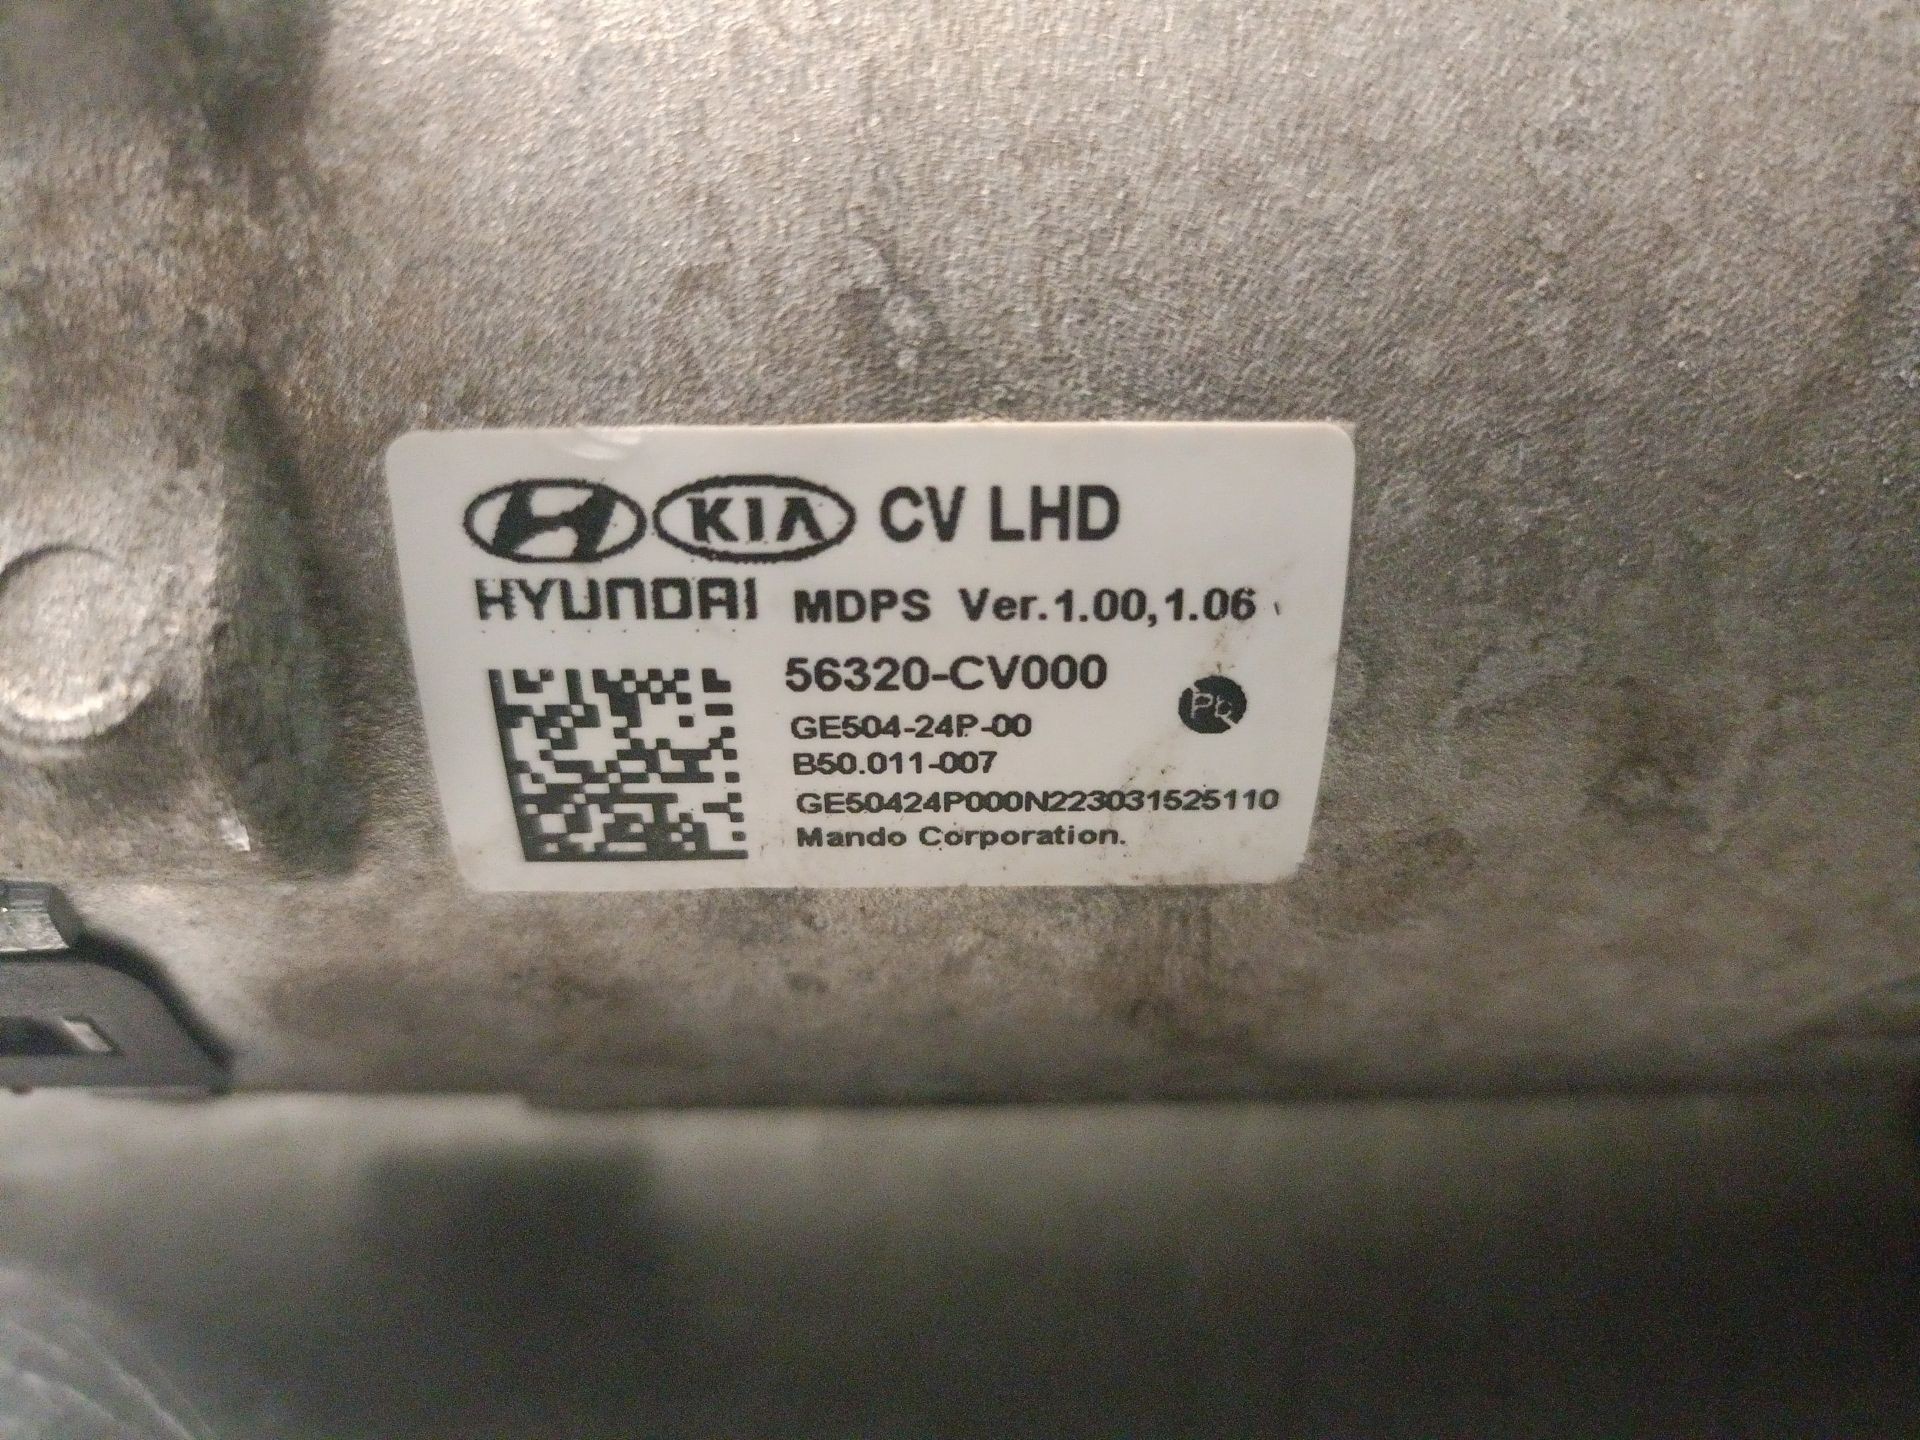 KIA CV LHD
HYUNDAI MDPS Ver.1.00,1.06
56320-CV000
Pb
GE504-24P-00
B50.011-007
GE50424P000N223031525110
Mando Corporation.